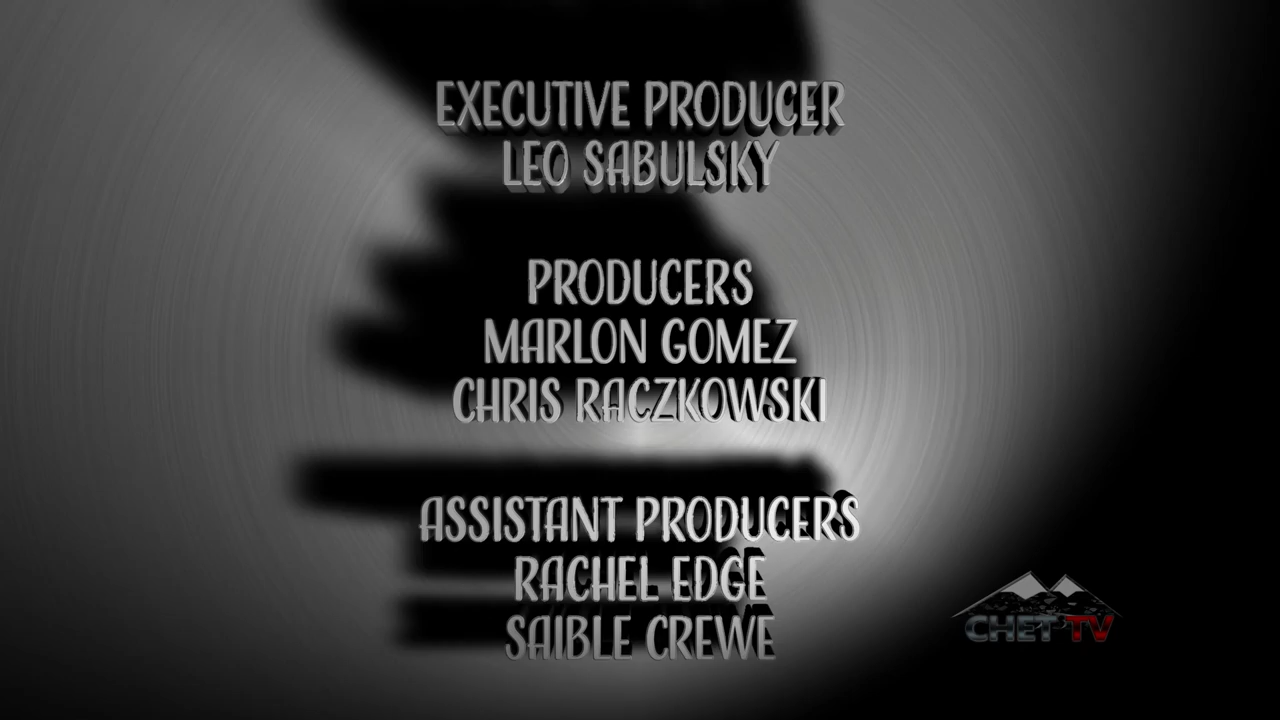 EXECUTIVE PRODUCER
LEO SABULSKY
PRODUCERS
MARLON GOMEZ
CHRIS RACZKOWSKI
ASSISTANT PRODUCERS
RACHEL EDGE
SAIBLE CREWE
CHET TV